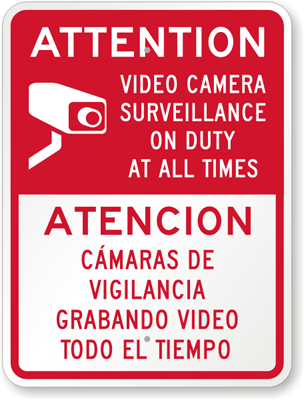 ATTENTION
VIDEO CAMERA
SURVEILLANCE
ON DUTY
AT ALL TIMES
ATENCION
CÁMARAS DE
VIGILANCIA
GRABANDO VIDEO
TODO EL TIEMPO